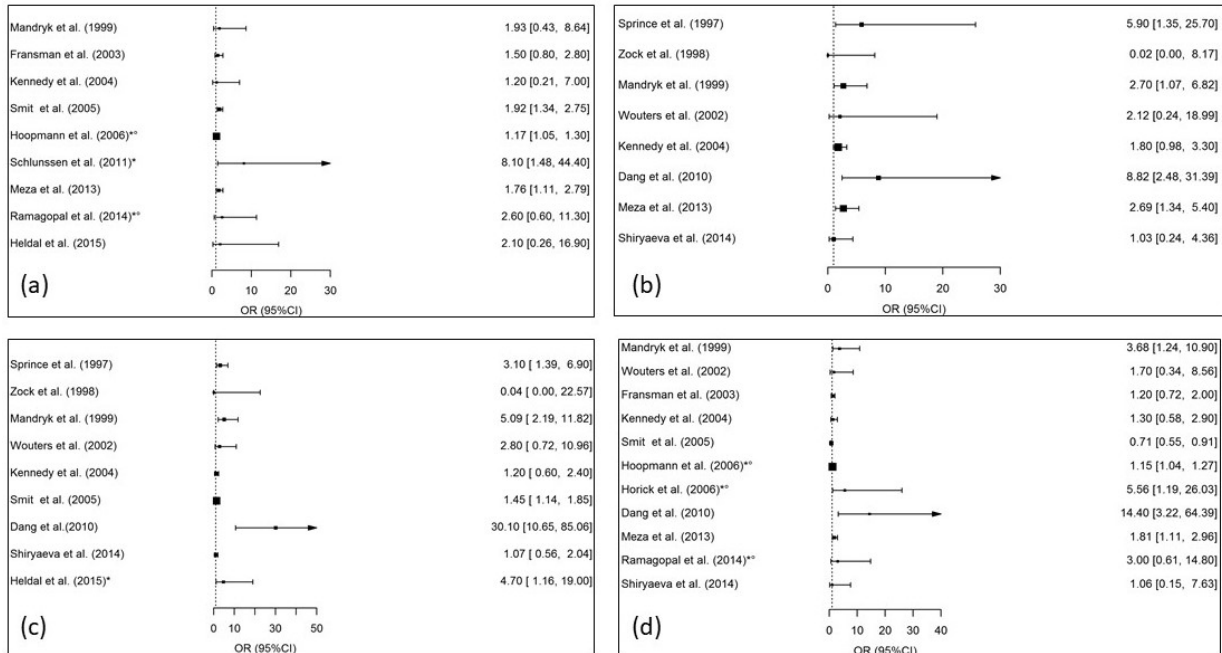 Mandryk et al. (1999) 1.93 [0.43, 8.64]
Fransman et al. (2003) 1.50 [0.80, 2.80]
Kennedy et al. (2004) 1.20 [0.21, 7.00]
Smit et al. (2005) 1.92 [1.34, 2.75]
Hoopmann et al. (2006)*° 1.17 [1.05, 1.30]
Schlunssen et al. (2011)* 8.10 [1.48, 44.40]
Meza et al. 2013) 1.76 [1.11, 2.79]
Ramagopal et al. (2014)*° 2.60 [0.60, 11.30]
Heldal et al. (2015) 2.10 [0.26, 16.90]
0 10 20 30
(a) OR (95%CI)
Sprince et al. (1997) 5.90 [1.35, 25.70]
Zock et al. (1998) 0.02 [0.00, 8.17]
Mandryk et al. (1999) 2.70 [1.07, 6.82]
Wouters et al. (2002) 2.12 [0.24, 18.99]
Kennedy et al. (2004) 1.80 [0.98, 3.30]
Dang et al. (2010) 8.82 [2.48, 31.39]
Meza et al. (2013) 2.69 [1.34, 5.40]
Shiryaeva et al. (2014) 1.03 [0.24, 4.36]
0 10 20 30
(b) OR (95%CI)
Sprince et al. (1997) 3.10 [ 1.39, 6.90]
Zock et al. (1998) 0.04 [ 0.00, 22.57]
Mandryk et al. (1999) 5.09 [ 2.19, 11.82]
Wouters et al. (2002) 2.80 [ 0.72, 10.96]
Kennedy et al. (2004) 1.20 [ 0.60, 2.40]
Smit et al. (2005) 1.45 [ 1.14, 1.85]
Dang et al.(2010) 30.10 [10.65, 85.06]
Shiryaeva et al. (2014) 1.07 [ 0.56, 2.04]
Heldal et al. (2015)* 4.70 [ 1.16, 19.00]
0 10 30 50
(c) OR (95%CI)
Mandryk et al. (1999) 3.68 [1.24, 10.90]
Wouters et al. (2002) 1.70 [0.34, 8.56]
Fransman et al. (2003) 1.20 [0.72, 2.00]
Kennedy et al. (2004) 1.30 [0.58, 2.90]
Smit et al. (2005) 0.71 [0.55, 0.91]
Hoopmann et al. (2006)*° 1.15 [1.04, 1.27]
Horick et al. (2006)*° 5.56 [1.19, 26.03]
Dang et al. (2010) 14.40 [3.22, 64.39]
Meza et al. (2013) 1.81 [1.11, 2.96]
Ramagopal et al. (2014)*° 3.00 [0.61, 14.80]
Shiryaeva et al. (2014) 1.06 [0.15, 7.63]
0 10 20 30 40
(d) OR (95%CI)